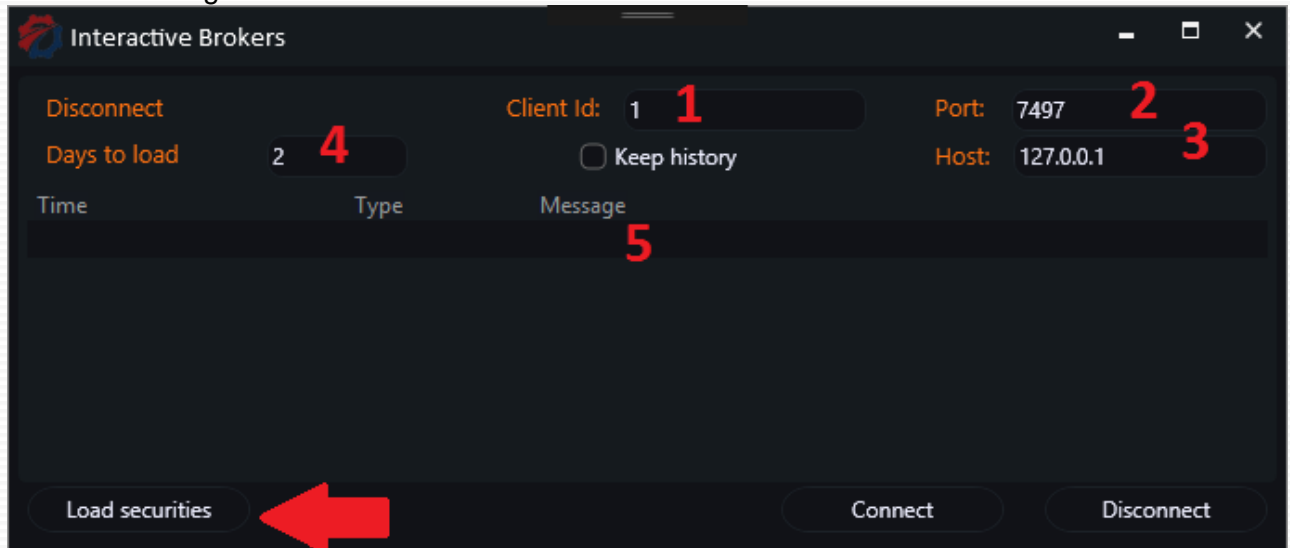 Interactive Brokers
Disconnect Client Id: 1 1 Port: 7497 2
Days to load 2 4 Keep history Host: 127.0.0.1 3
Time Type Message
5
Load securities Connect Disconnect